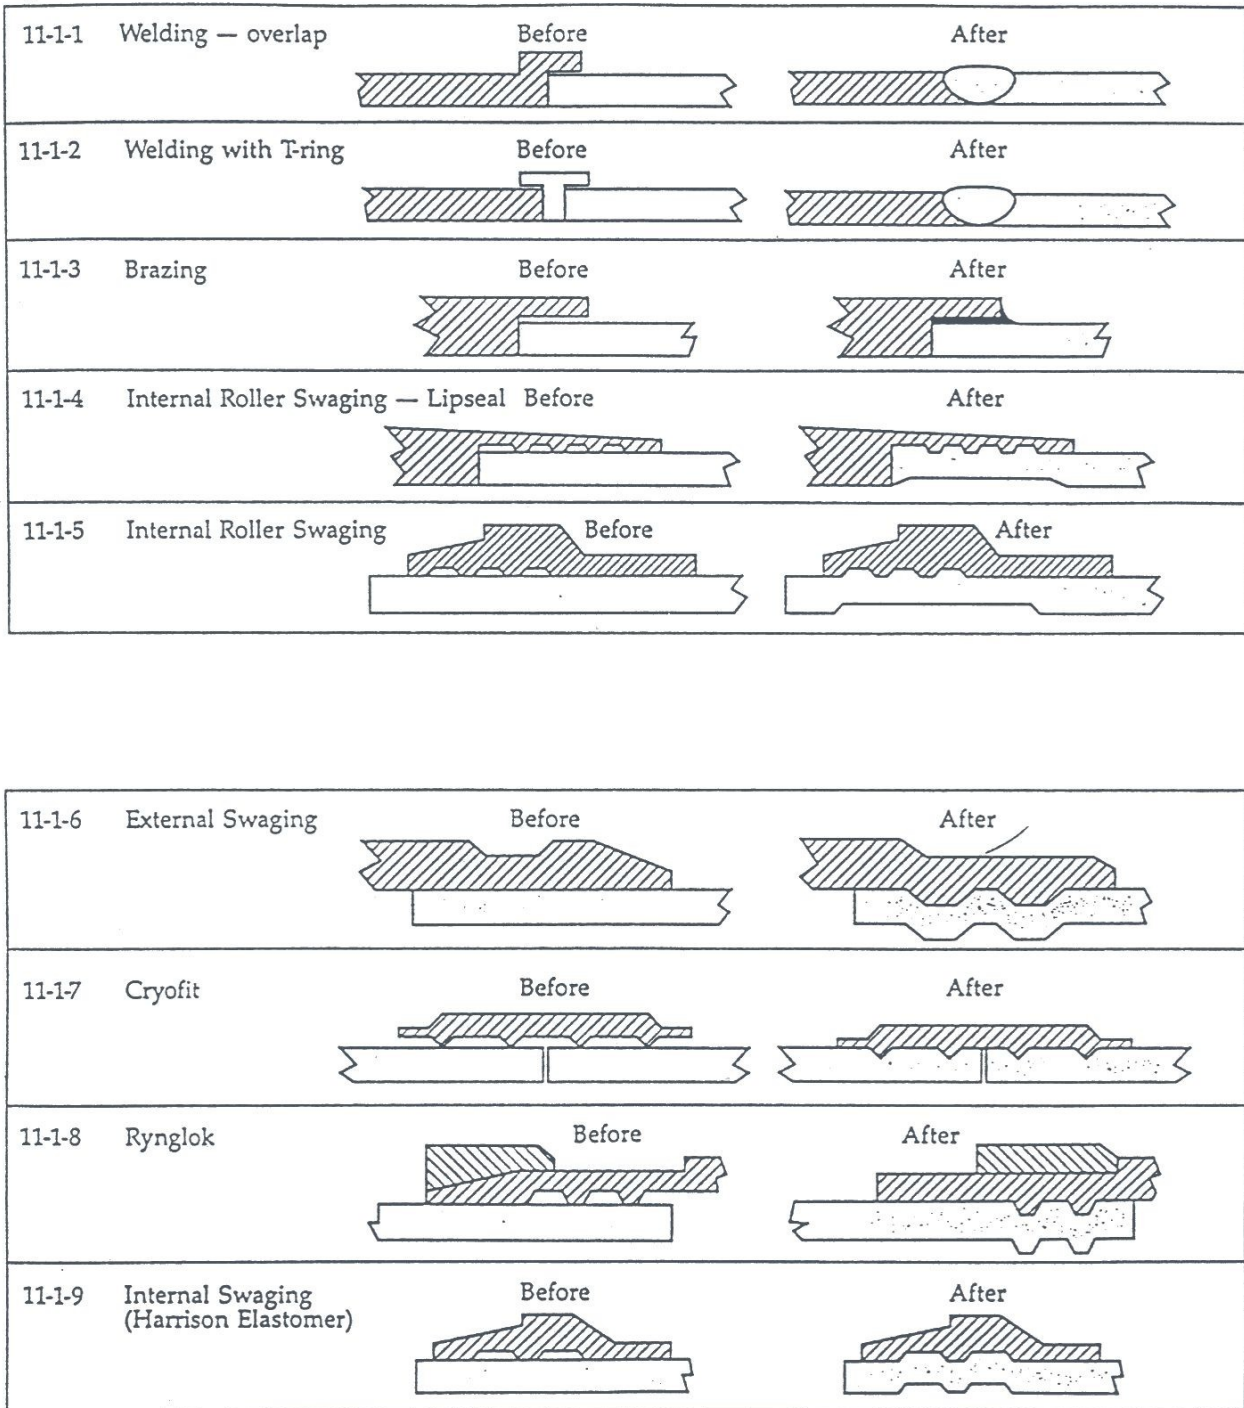 11-1-1 Welding — overlap Before After
11-1-2 Welding with T-ring Before After
11-1-3 Brazing Before After
11-1-4 Internal Roller Swaging — Lipseal Before After
11-1-5 Internal Roller Swaging Before After
11-1-6 External Swaging Before After
11-1-7 Cryofit Before After
11-1-8 Rynglok Before After
11-1-9 Internal Swaging Before After
(Harrison Elastomer)